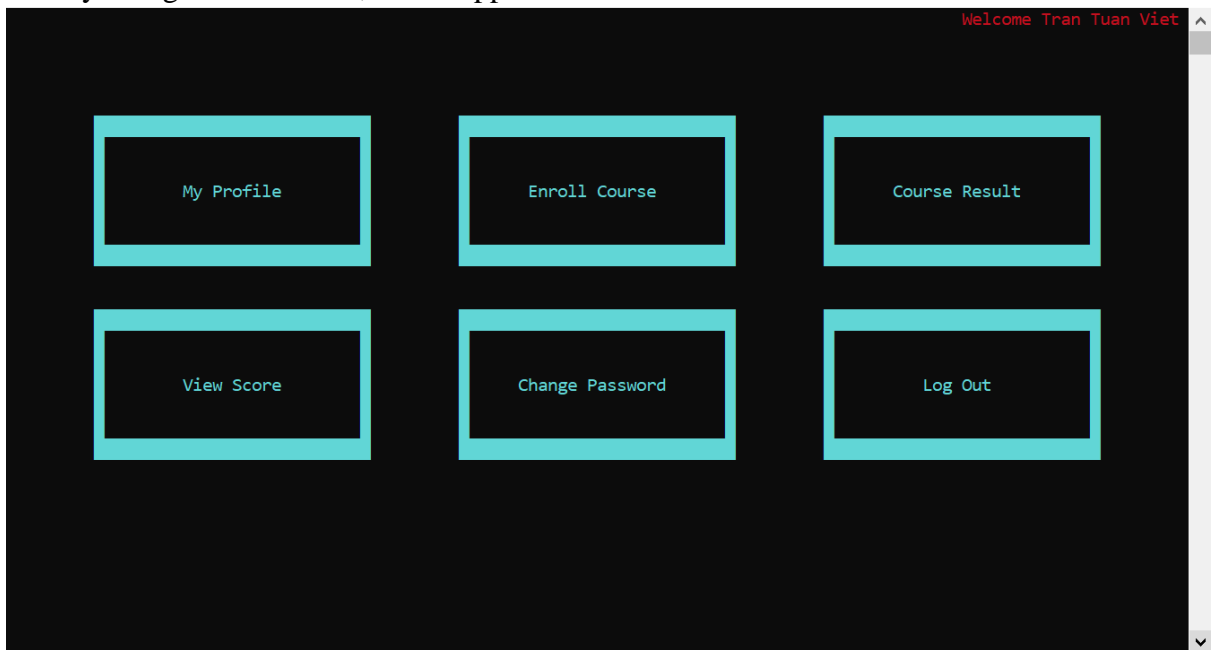 Welcome Tran Tuan Viet
My Profile
Enroll Course
Course Result
View Score
Change Password
Log Out